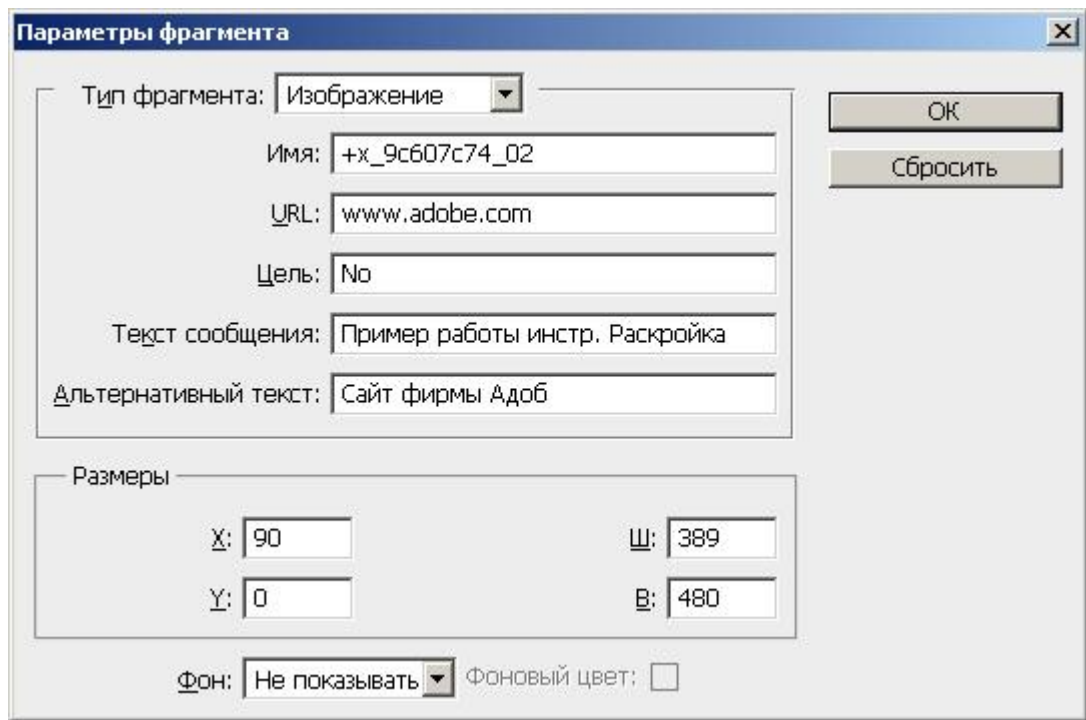 Параметры фрагмента
Тип фрагмента: Изображение
ОК
Имя: +x_9c607c74_02
Сбросить
URL: www.adobe.com
Цель: No
Текст сообщения: Пример работы инстр. Раскройка
Альтернативный текст: Сайт фирмы Адоб
Размеры
X: 90 Ш: 389
Y: 0 В: 480
Фон: Не показывать Фоновый цвет: